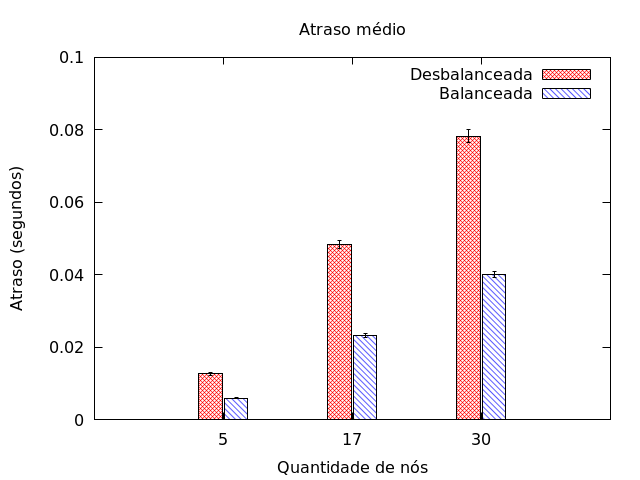 Atraso médio
Atraso (segundos)
0.1
0.08
0.06
0.04
0.02
0
Desbalanceada
Balanceada
5 17 30
Quantidade de nós